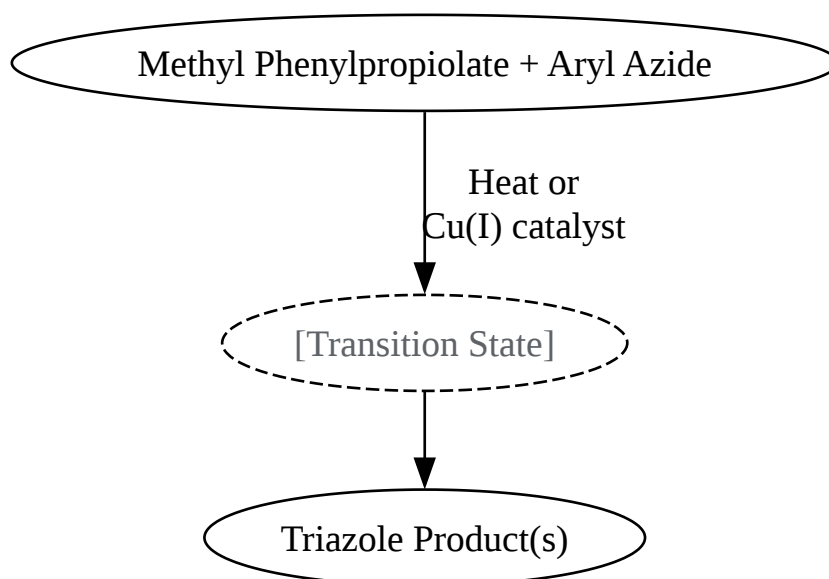 Methyl Phenylpropiolate + Aryl Azide
Heat or
Cu(I) catalyst
[Transition State]
Triazole Product(s)